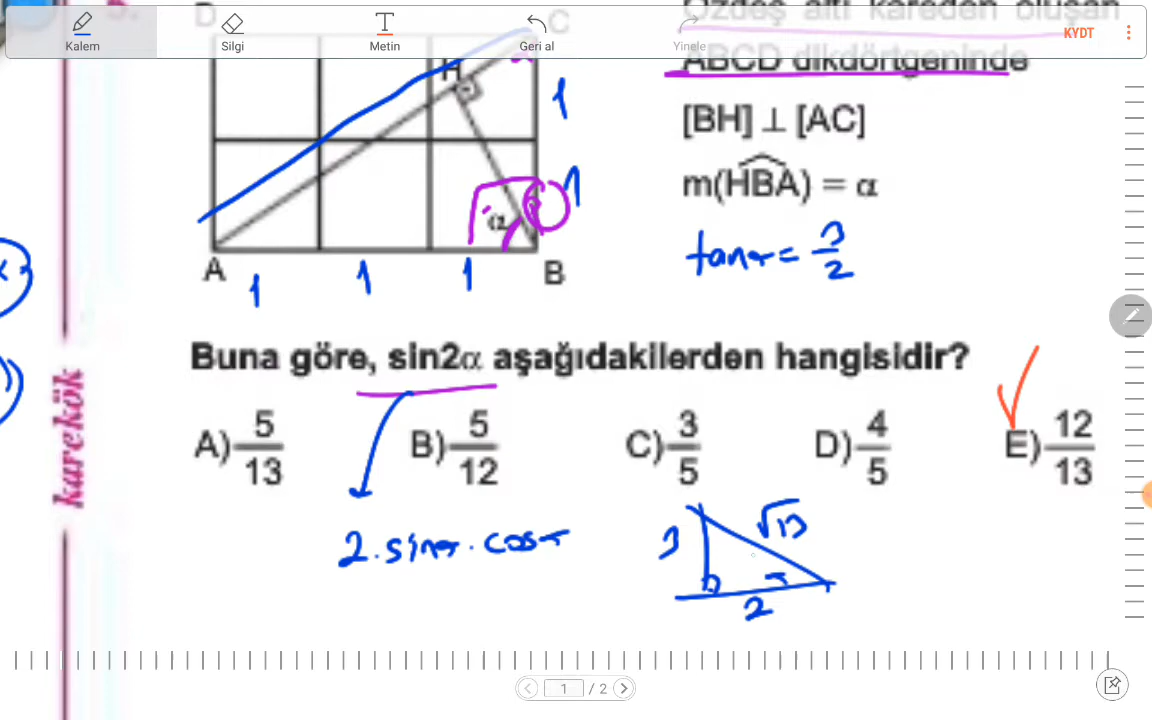 Kalem Silgi Metin Geri al Yinele KYDT
D C Özdeş altı kareden oluşan
ABCD dikdörtgeninde
H
1
[BH] ⊥ [AC]
1
m(HBA) = α
α
tanα = 3/2
A B
1 1 1
Buna göre, sin2α aşağıdakilerden hangisidir?
A) 5/13 B) 5/12 C) 3/5 D) 4/5 E) 12/13
2.sinα.cosα
3 √13
2
karekök
1 / 2